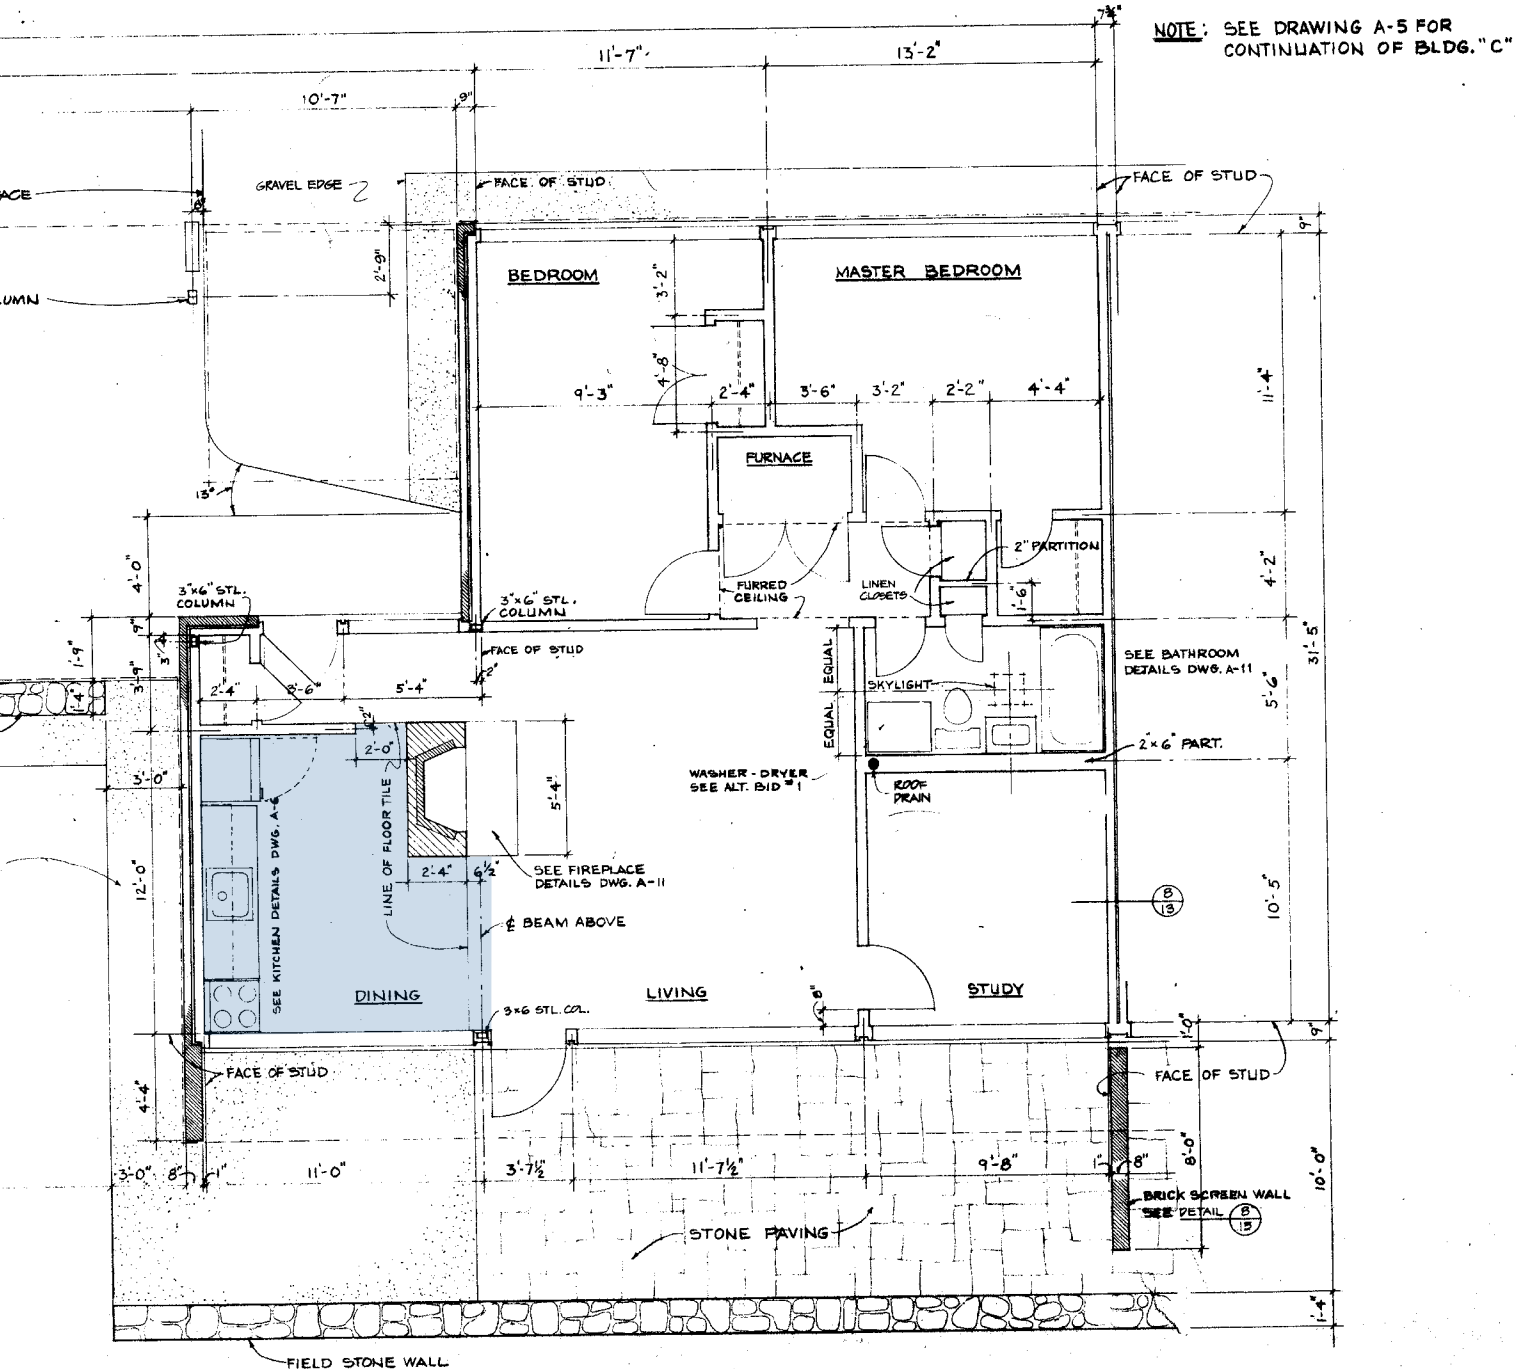 NOTE: SEE DRAWING A-5 FOR
CONTINUATION OF BLDG. "C"
7¾"
11'-7"
13'-2"
10'-7"
9"
ACE
GRAVEL EDGE
FACE OF STUD
FACE OF STUD
8"
9"
UMN
2'-9"
BEDROOM
3'-2"
MASTER BEDROOM
4'-8"
9'-3"
2'-4"
3'-6"
3'-2"
2'-2"
4'-4"
11'-4"
FURNACE
13°
2" PARTITION
4'-0"
3"x6" STL.
COLUMN
3"x6" STL.
COLUMN
FURRED
CEILING
LINEN
CLOSETS
1'-6"
4'-2"
9"
3"
1'-9"
3'-9"
1'-4"
FACE OF STUD
2"
EQUAL
EQUAL
SEE BATHROOM
DETAILS DWG. A-11
31'-5"
2'-4"
3'-6"
5'-4"
SKYLIGHT
5'-6"
2"
2'-0"
2"x6" PART.
3'-0"
WASHER-DRYER
SEE ALT. BID #1
ROOF
DRAIN
5'-4"
LINE OF FLOOR TILE
SEE KITCHEN DETAILS DWG. A-6
12'-0"
2'-4"
6½"
SEE FIREPLACE
DETAILS DWG. A-11
℄ BEAM ABOVE
8
13
10'-5"
DINING
LIVING
STUDY
8"
3x6 STL. COL.
1'-0"
9"
FACE OF STUD
FACE OF STUD
4'-4"
3'-0"
8"
1"
11'-0"
3'-7½"
11'-7½"
9'-8"
1"
8"
8'-0"
10'-0"
BRICK SCREEN WALL
SEE DETAIL
8
13
STONE PAVING
1'-4"
FIELD STONE WALL